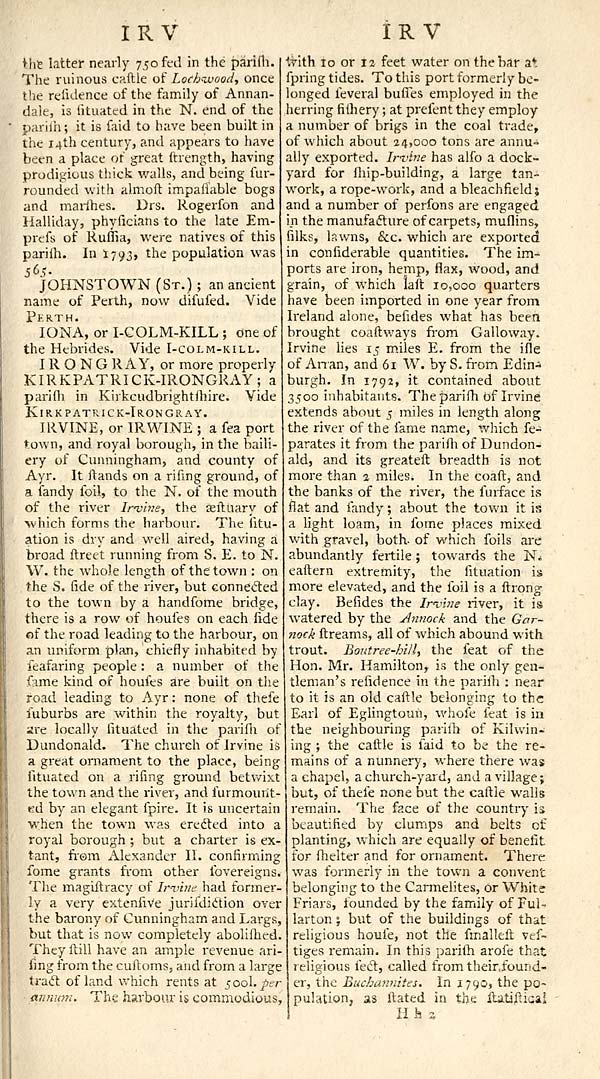 IRV
the latter nearly 750 fed in the pariſh.
The ruinous caſtle of Lochwood, once
the reſidence of the family of Annan-
dale, is ſituated in the N. end of the
pariſh; it is ſaid to have been built in
the 14th century, and appears to have
been a place of great ſtrength, having
prodigious thick walls, and being ſur-
rounded with almoſt impaſſable bogs
and marſhes. Drs. Rogerſon and
Halliday, phyſicians to the late Em-
preſs of Ruſſia, were natives of this
pariſh. In 1793, the population was
565.
JOHNSTOWN (ST.); an ancient
name of Perth, now diſuſed. Vide
PERTH.
IONA, or I-COLM-KILL; one of
the Hebrides. Vide I-COLM-KILL.
IRONGRAY, or more properly
KIRKPATRICK-IRONGRAY; a
pariſh in Kirkcudbrightſhire. Vide
KIRKPATRICK-IRONGRAY.
IRVINE, or IRWINE; a ſea port
town, and royal borough, in the baili-
ery of Cunningham, and county of
Ayr. It ſtands on a riſing ground, of
a ſandy ſoil, to the N. of the mouth
of the river Irvine, the æſtuary of
which forms the harbour. The ſitu-
ation is dry and well aired, having a
broad ſtreet running from S. E. to N.
W. the whole length of the town: on
the S. ſide of the river, but connected
to the town by a handſome bridge,
there is a row of houſes on each ſide
of the road leading to the harbour, on
an uniform plan, chiefly inhabited by
ſeafaring people: a number of the
ſame kind of houſes are built on the
road leading to Ayr: none of theſe
ſuburbs are within the royalty, but
are locally ſituated in the pariſh of
Dundonald. The church of Irvine is
a great ornament to the place, being
ſituated on a riſing ground betwixt
the town and the river, and ſurmount-
ed by an elegant ſpire. It is uncertain
when the town was erected into a
royal borough; but a charter is ex-
tant, from Alexander II. confirming
ſome grants from other ſovereigns.
The magiſtracy of Irvine had former-
ly a very extenſive juriſdiction over
the barony of Cunningham and Largs,
but that is now completely aboliſhed.
They ſtill have an ample revenue ari-
ſing from the cuſtoms, and from a large
tract of land which rents at 500l. per
annum. The harbour is commodious,
IRV
with 10 or 12 feet water on the bar at
ſpring tides. To this port formerly be-
longed ſeveral buſſes employed in the
herring fiſhery; at preſent they employ
a number of brigs in the coal trade,
of which about 24,000 tons are annu-
ally exported. Irvine has alſo a dock-
yard for ſhip-building, a large tan-
work, a rope-work, and a bleachfield;
and a number of perſons are engaged
in the manufacture of carpets, muſlins,
ſilks, lawns, &c. which are exported
in conſiderable quantities. The im-
ports are iron, hemp, flax, wood, and
grain, of which laſt 10,000 quarters
have been imported in one year from
Ireland alone, beſides what has been
brought coaſtways from Galloway.
Irvine lies 15 miles E. from the iſle
of Arran, and 61 W. by S. from Edin-
burgh. In 1792, it contained about
3500 inhabitants. The pariſh of Irvine
extends about 5 miles in length along
the river of the ſame name, which ſe-
parates it from the pariſh of Dundon-
ald, and its greateſt breadth is not
more than 2 miles. In the coaſt, and
the banks of the river, the ſurface is
flat and ſandy; about the town it is
a light loam, in ſome places mixed
with gravel, both of which ſoils are
abundantly fertile; towards the N.
eaſtern extremity, the ſituation is
more elevated, and the ſoil is a ſtrong
clay. Beſides the Irvine river, it is
watered by the Annock and the Gar-
nock ſtreams, all of which abound with
trout. Bontree-hill, the ſeat of the
Hon. Mr. Hamilton, is the only gen-
tleman's reſidence in the pariſh: near
to it is an old caſtle belonging to the
Earl of Eglingtoun, whoſe ſeat is in
the neighbouring pariſh of Kilwin-
ing; the caſtle is ſaid to be the re-
mains of a nunnery, where there was
a chapel, a church-yard, and a village;
but, of theſe none but the caſtle walls
remain. The face of the country is
beautified by clumps and belts of
planting, which are equally of benefit
for ſhelter and for ornament. There
was formerly in the town a convent
belonging to the Carmelites, or White
Friars, founded by the family of Ful-
larton; but of the buildings of that
religious houſe, not the ſmalleſt veſ-
tiges remain. In this pariſh aroſe that
religious ſect, called from their found-
er, the Buchannites. In 1790, the po-
pulation, as ſtated in the ſtatiſtical
H h 2